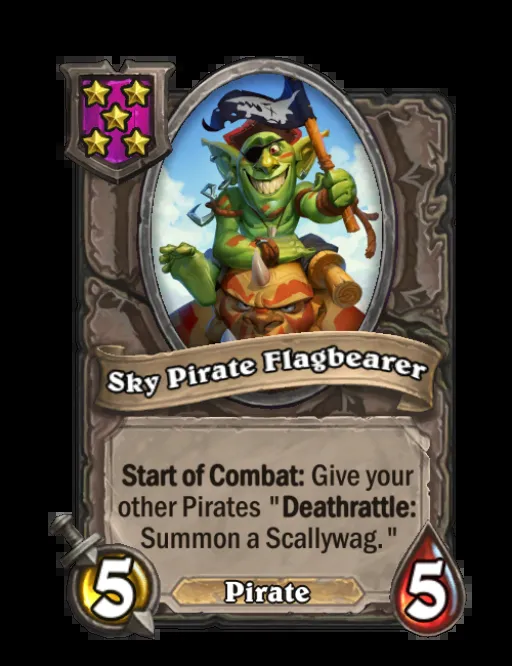 Sky Pirate Flagbearer
Start of Combat: Give your
other Pirates "Deathrattle:
Summon a Scallywag."
5
Pirate
5